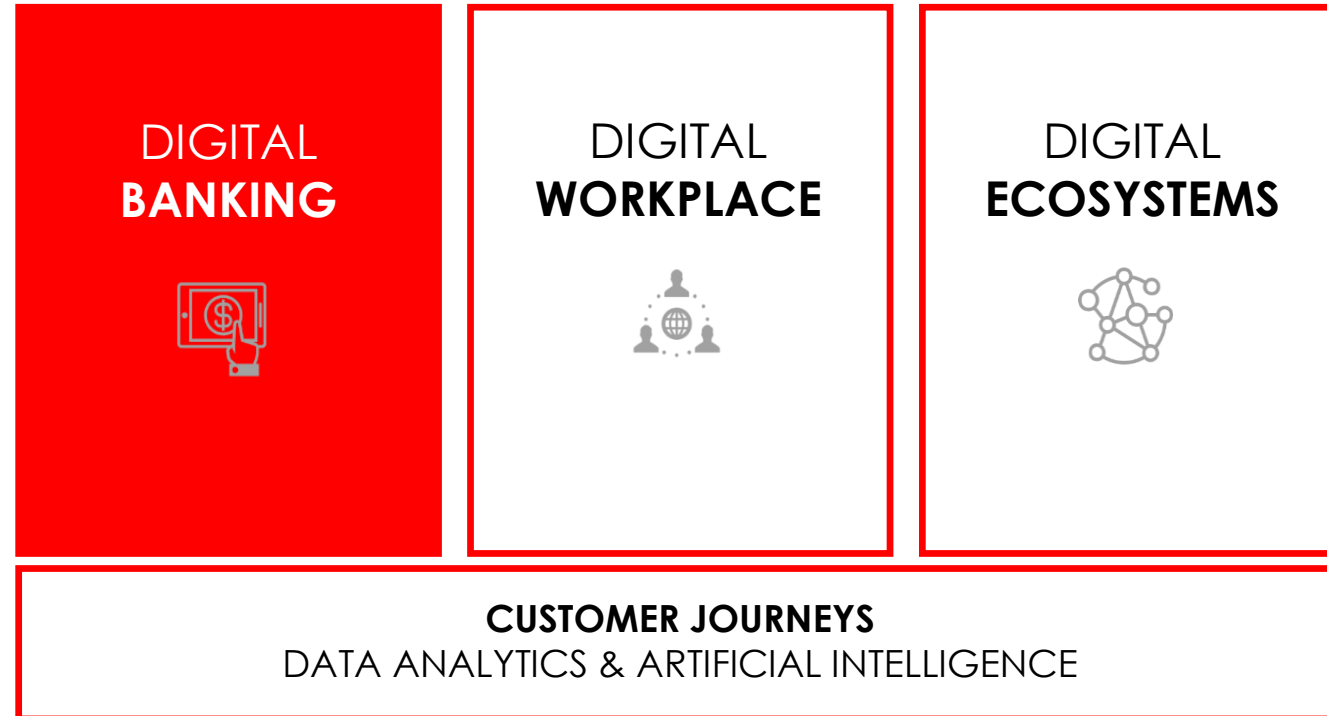 DIGITAL
BANKING
DIGITAL
WORKPLACE
DIGITAL
ECOSYSTEMS
$
CUSTOMER JOURNEYS
DATA ANALYTICS & ARTIFICIAL INTELLIGENCE